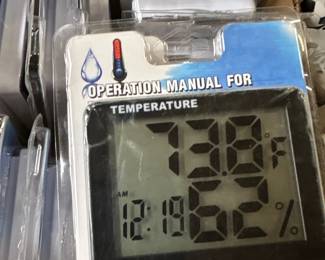 OPERATION MANUAL FOR
TEMPERATURE
73.8°F
AM
12:19 62%